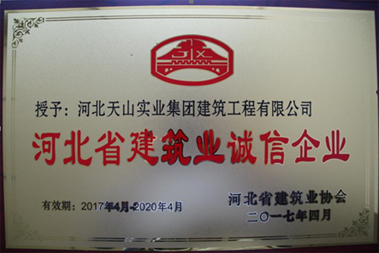 授予：河北天山实业集团建筑工程有限公司
河北省建筑业诚信企业
有效期：2017年4月-2020年4月
河北省建筑业协会
二〇一七年四月